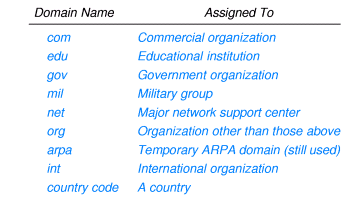 Domain Name Assigned To
com Commercial organization
edu Educational institution
gov Government organization
mil Military group
net Major network support center
org Organization other than those above
arpa Temporary ARPA domain (still used)
int International organization
country code A country